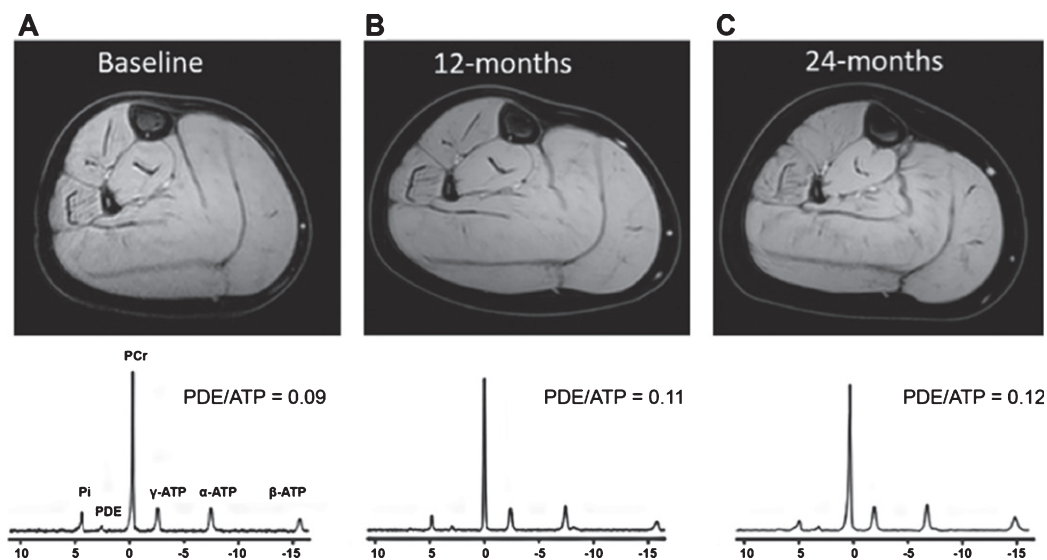 A
B
C
Baseline
12-months
24-months
PCr
PDE/ATP = 0.09
PDE/ATP = 0.11
PDE/ATP = 0.12
Pi
PDE
γ-ATP
α-ATP
β-ATP
10 5 0 -5 -10 -15
10 5 0 -5 -10 -15
10 5 0 -5 -10 -15